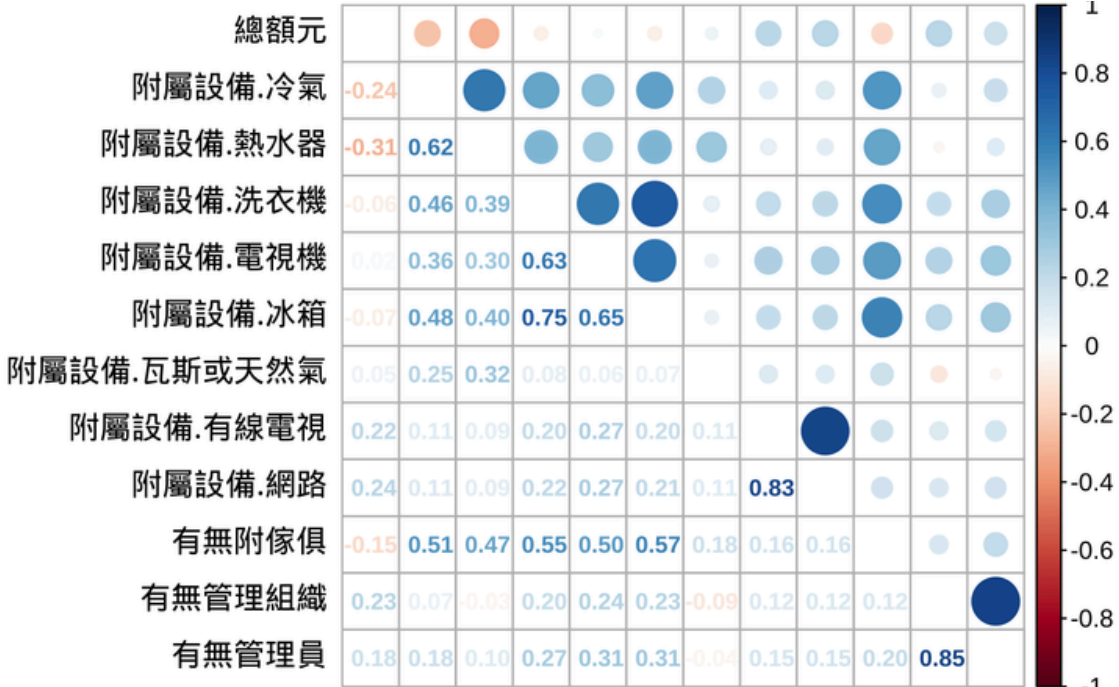 總額元
附屬設備.冷氣 -0.24
附屬設備.熱水器 -0.31 0.62
附屬設備.洗衣機 -0.06 0.46 0.39
附屬設備.電視機 0.02 0.36 0.30 0.63
附屬設備.冰箱 -0.07 0.48 0.40 0.75 0.65
附屬設備.瓦斯或天然氣 0.05 0.25 0.32 0.08 0.06 0.07
附屬設備.有線電視 0.22 0.11 0.09 0.20 0.27 0.20 0.11
附屬設備.網路 0.24 0.11 0.09 0.22 0.27 0.21 0.11 0.83
有無附傢俱 -0.15 0.51 0.47 0.55 0.50 0.57 0.18 0.16 0.16
有無管理組織 0.23 0.07 -0.03 0.20 0.24 0.23 -0.09 0.12 0.12 0.12
有無管理員 0.18 0.18 0.10 0.27 0.31 0.31 -0.04 0.15 0.15 0.20 0.85
1
0.8
0.6
0.4
0.2
0
-0.2
-0.4
-0.6
-0.8
-1